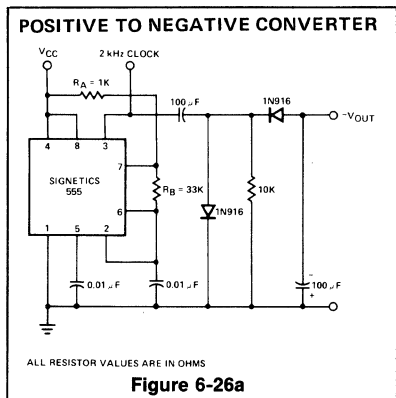 POSITIVE TO NEGATIVE CONVERTER
VCC
2 kHz CLOCK
RA = 1K
100 μF
1N916
-VOUT
4
8
3
7
SIGNETICS
555
RB = 33K
10K
6
1N916
1
5
2
0.01 μF
0.01 μF
-
100 μF
+
ALL RESISTOR VALUES ARE IN OHMS
Figure 6-26a